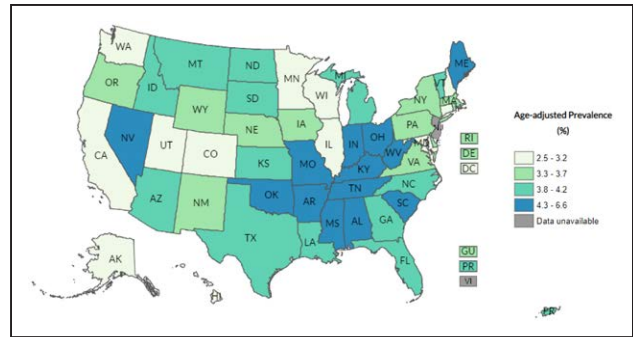 WA
MT
ND
MN
ME
OR
ID
SD
WI
MI
VT
NY
MA
WY
IA
NE
PA
NV
UT
CO
IL
IN
OH
WV
MD
VA
CA
KS
MO
KY
NC
TN
AZ
NM
OK
AR
SC
MS
AL
GA
TX
LA
FL
AK
HI
PR
RI
DE
DC
GU
PR
VI
Age-adjusted Prevalence
(%)
2.5 - 3.2
3.3 - 3.7
3.8 - 4.2
4.3 - 6.6
Data unavailable